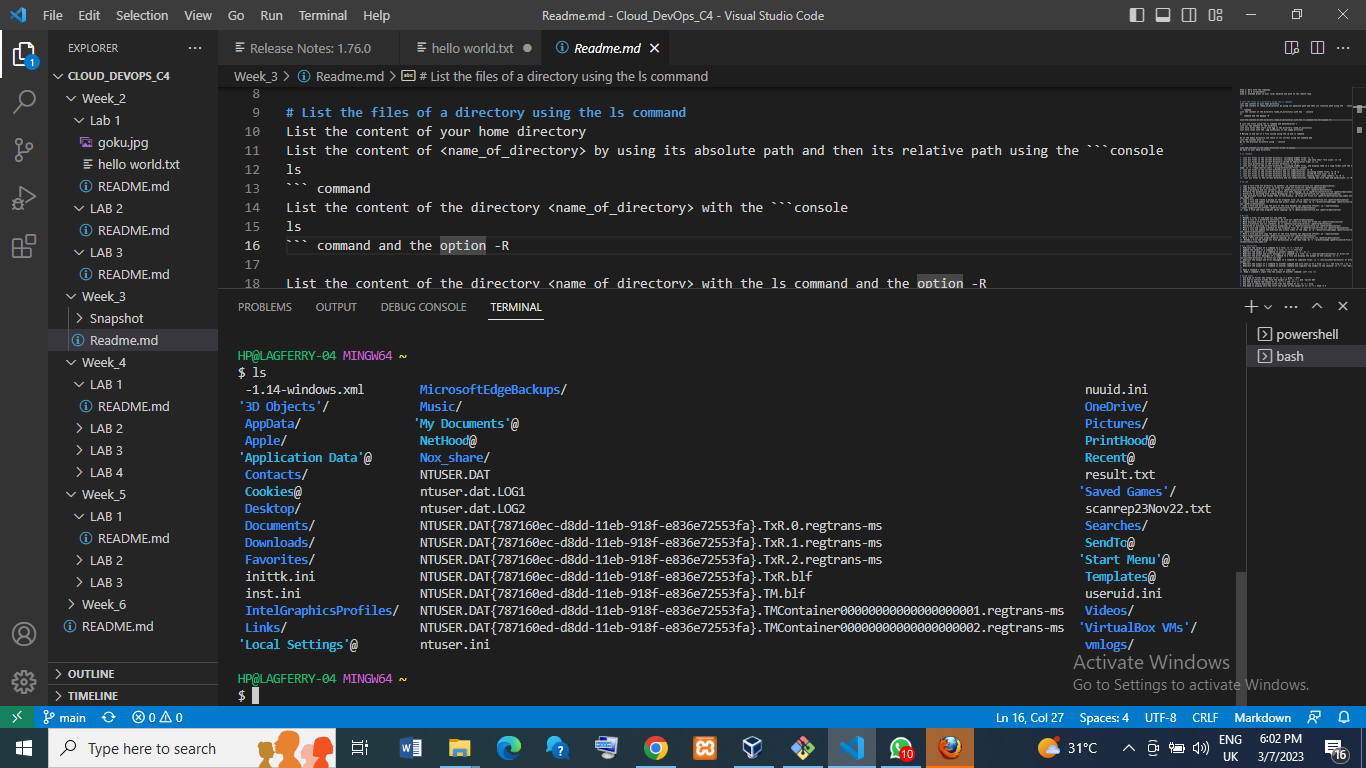 File Edit Selection View Go Run Terminal Help
Readme.md - Cloud_DevOps_C4 - Visual Studio Code
EXPLORER
CLOUD_DEVOPS_C4
Week_2
Lab 1
goku.jpg
hello world.txt
README.md
LAB 2
README.md
LAB 3
README.md
Week_3
Snapshot
Readme.md
Week_4
LAB 1
README.md
LAB 2
LAB 3
LAB 4
Week_5
LAB 1
README.md
LAB 2
LAB 3
Week_6
README.md
OUTLINE
TIMELINE
1
Release Notes: 1.76.0 hello world.txt Readme.md
Week_3 > Readme.md > # List the files of a directory using the ls command
8
9 # List the files of a directory using the ls command
10 List the content of your home directory
11 List the content of <name_of_directory> by using its absolute path and then its relative path using the ```console
12 ls
13 ``` command
14 List the content of the directory <name_of_directory> with the ```console
15 ls
16 ``` command and the option -R
17
18 List the content of the directory <name_of_directory> with the ls command and the option -R
PROBLEMS OUTPUT DEBUG CONSOLE TERMINAL
powershell
bash
HP@LAGFERRY-04 MINGW64 ~
$ ls
-1.14-windows.xml MicrosoftEdgeBackups/ nuuid.ini
'3D Objects'/ Music/ OneDrive/
AppData/ 'My Documents'@ Pictures/
Apple/ NetHood@ PrintHood@
'Application Data'@ Nox_share/ Recent@
Contacts/ NTUSER.DAT result.txt
Cookies@ ntuser.dat.LOG1 'Saved Games'/
Desktop/ ntuser.dat.LOG2 scanrep23Nov22.txt
Documents/ NTUSER.DAT{787160ec-d8dd-11eb-918f-e836e72553fa}.TxR.0.regtrans-ms Searches/
Downloads/ NTUSER.DAT{787160ec-d8dd-11eb-918f-e836e72553fa}.TxR.1.regtrans-ms SendTo@
Favorites/ NTUSER.DAT{787160ec-d8dd-11eb-918f-e836e72553fa}.TxR.2.regtrans-ms 'Start Menu'@
inittk.ini NTUSER.DAT{787160ec-d8dd-11eb-918f-e836e72553fa}.TxR.blf Templates@
inst.ini NTUSER.DAT{787160ed-d8dd-11eb-918f-e836e72553fa}.TM.blf useruid.ini
IntelGraphicsProfiles/ NTUSER.DAT{787160ed-d8dd-11eb-918f-e836e72553fa}.TMContainer00000000000000000001.regtrans-ms Videos/
Links/ NTUSER.DAT{787160ed-d8dd-11eb-918f-e836e72553fa}.TMContainer00000000000000000002.regtrans-ms 'VirtualBox VMs'/
'Local Settings'@ ntuser.ini vmlogs/
HP@LAGFERRY-04 MINGW64 ~
$
Activate Windows
Go to Settings to activate Windows.
main 0 0 Ln 16, Col 27 Spaces: 4 UTF-8 CRLF Markdown
Type here to search
10
31°C
ENG
UK
6:02 PM
3/7/2023
16